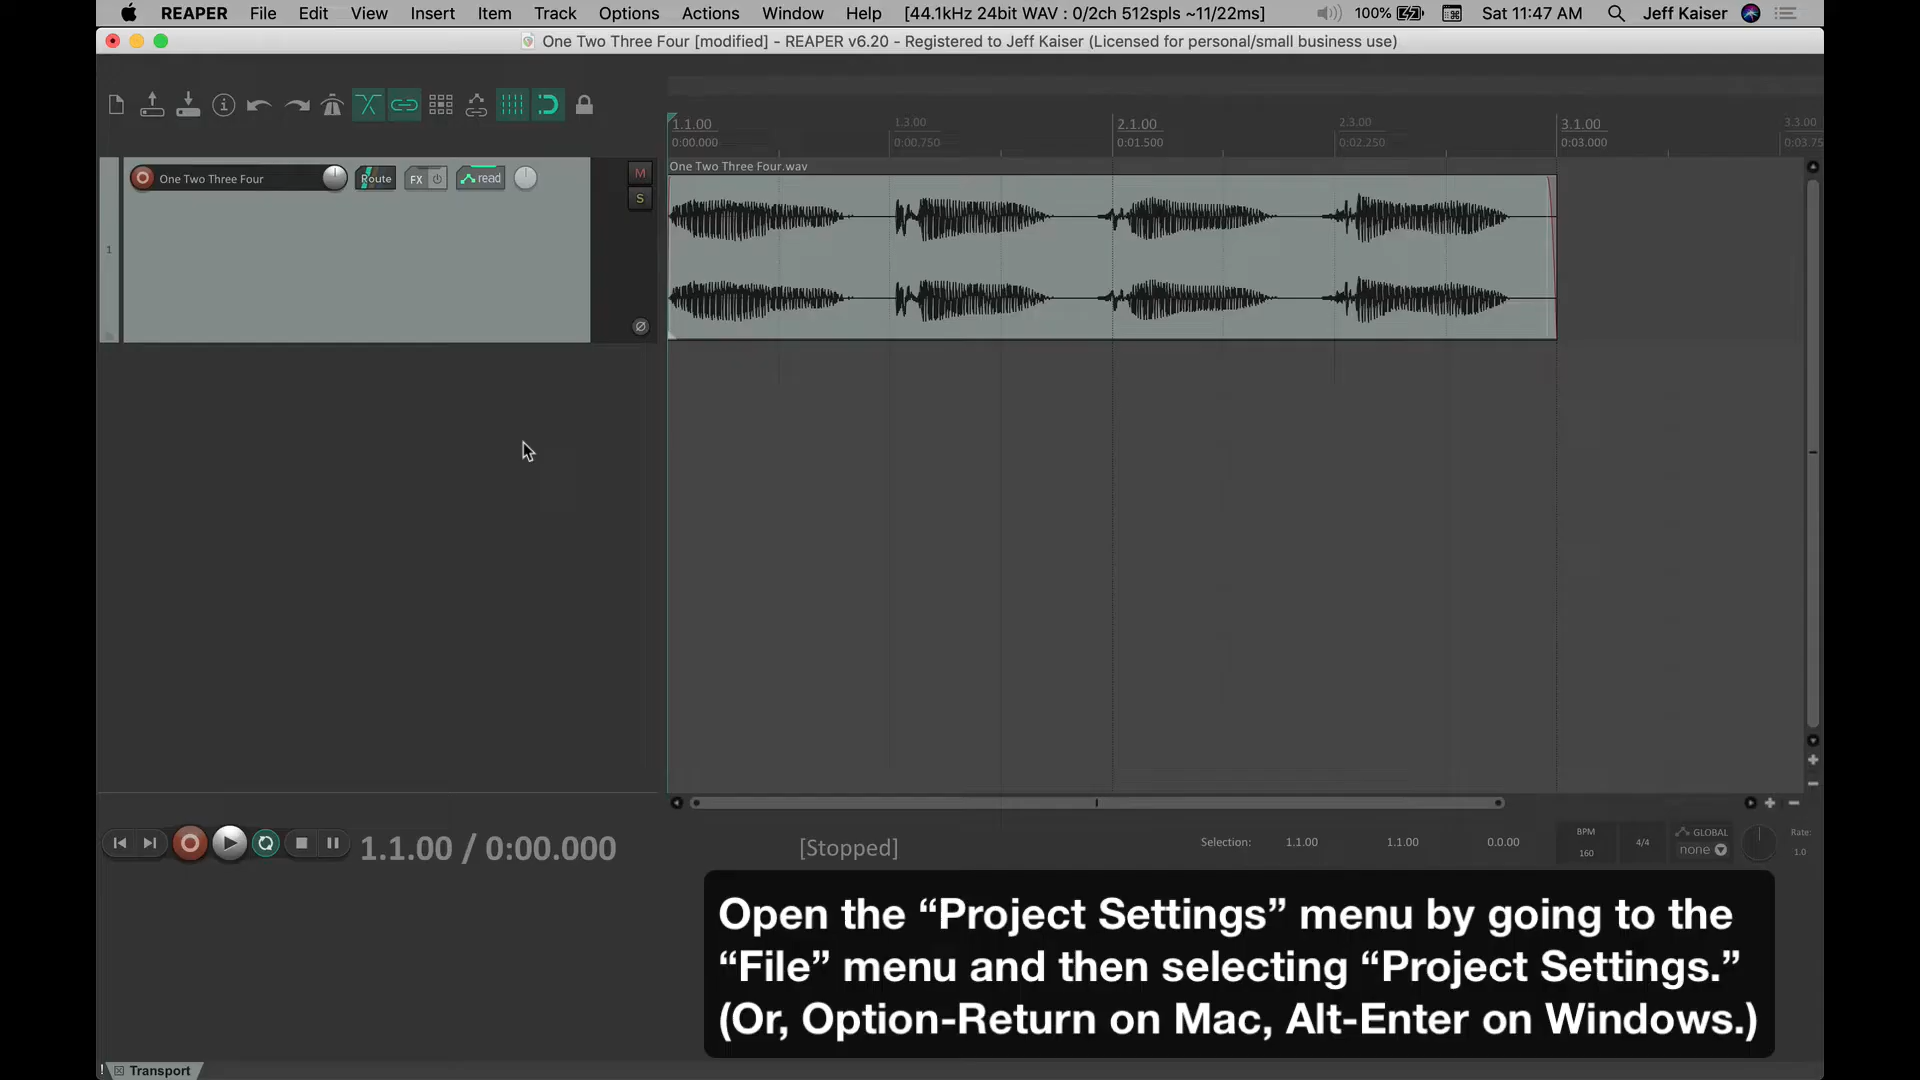 REAPER File Edit View Insert Item Track Options Actions Window Help [44.1kHz 24bit WAV : 0/2ch 512spls ~11/22ms] 100% Sat 11:47 AM Jeff Kaiser
One Two Three Four [modified] - REAPER v6.20 - Registered to Jeff Kaiser (Licensed for personal/small business use)
1.1.00 1.3.00 2.1.00 2.3.00 3.1.00 3.3.00
0:00.000 0:00.750 0:01.500 0:02.250 0:03.000 0:03.75
One Two Three Four.wav
One Two Three Four Route FX read M
S
1
1.1.00 / 0:00.000 [Stopped] Selection: 1.1.00 1.1.00 0.0.00 BPM 160 4/4 GLOBAL none Rate: 1.0
Open the “Project Settings” menu by going to the
“File” menu and then selecting “Project Settings.”
(Or, Option-Return on Mac, Alt-Enter on Windows.)
! Transport